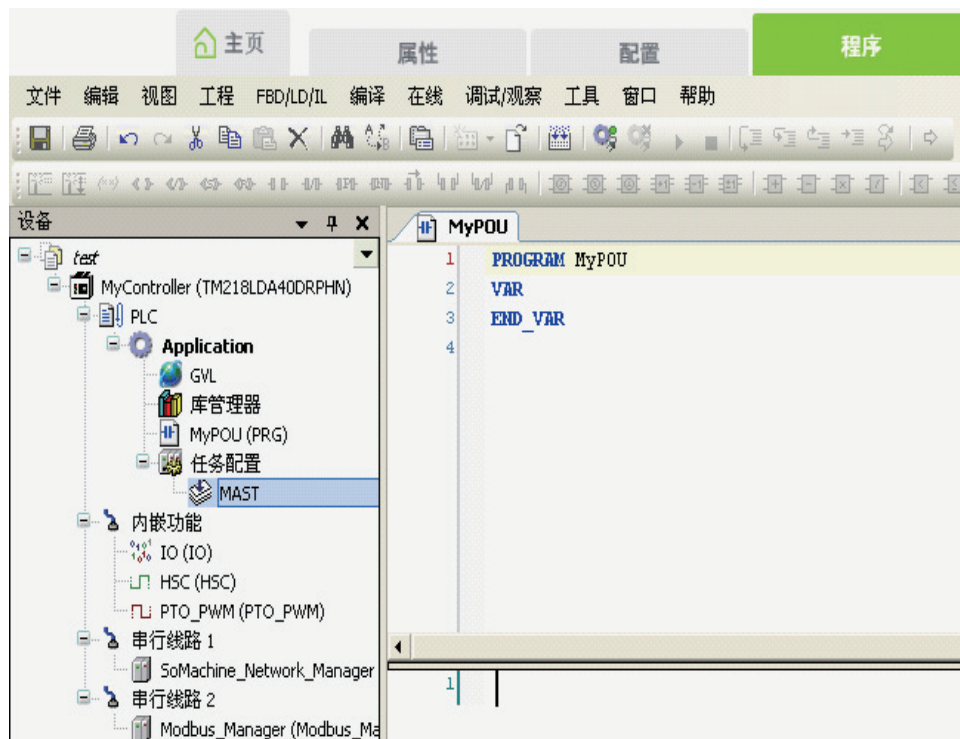 主页 属性 配置 程序
文件 编辑 视图 工程 FBD/LD/IL 编译 在线 调试/观察 工具 窗口 帮助
设备
test
MyController (TM218LDA40DRPHN)
PLC
Application
GVL
库管理器
MyPOU (PRG)
任务配置
MAST
内嵌功能
IO (IO)
HSC (HSC)
PTO_PWM (PTO_PWM)
串行线路 1
SoMachine_Network_Manager
串行线路 2
Modbus_Manager (Modbus_Ma
MyPOU
1 PROGRAM MyPOU
2 VAR
3 END_VAR
4
1